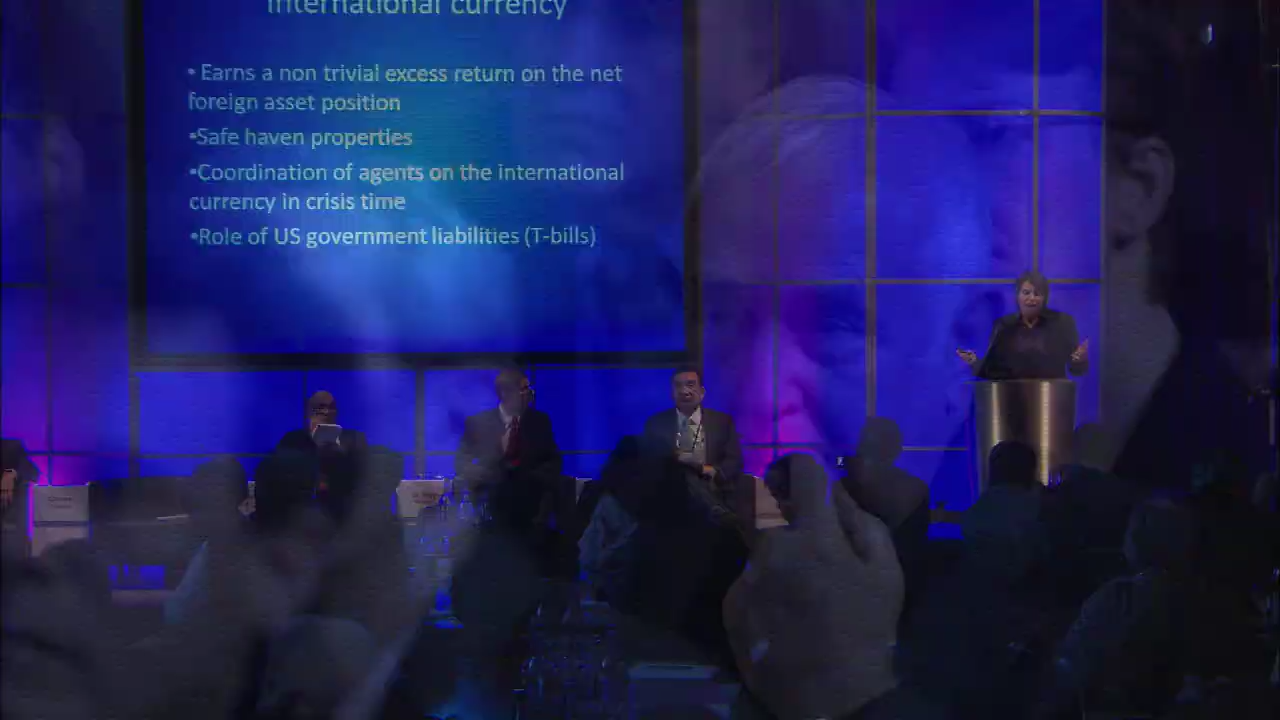 international currency
• Earns a non trivial excess return on the net
foreign asset position
•Safe haven properties
•Coordination of agents on the international
currency in crisis time
•Role of US government liabilities (T-bills)